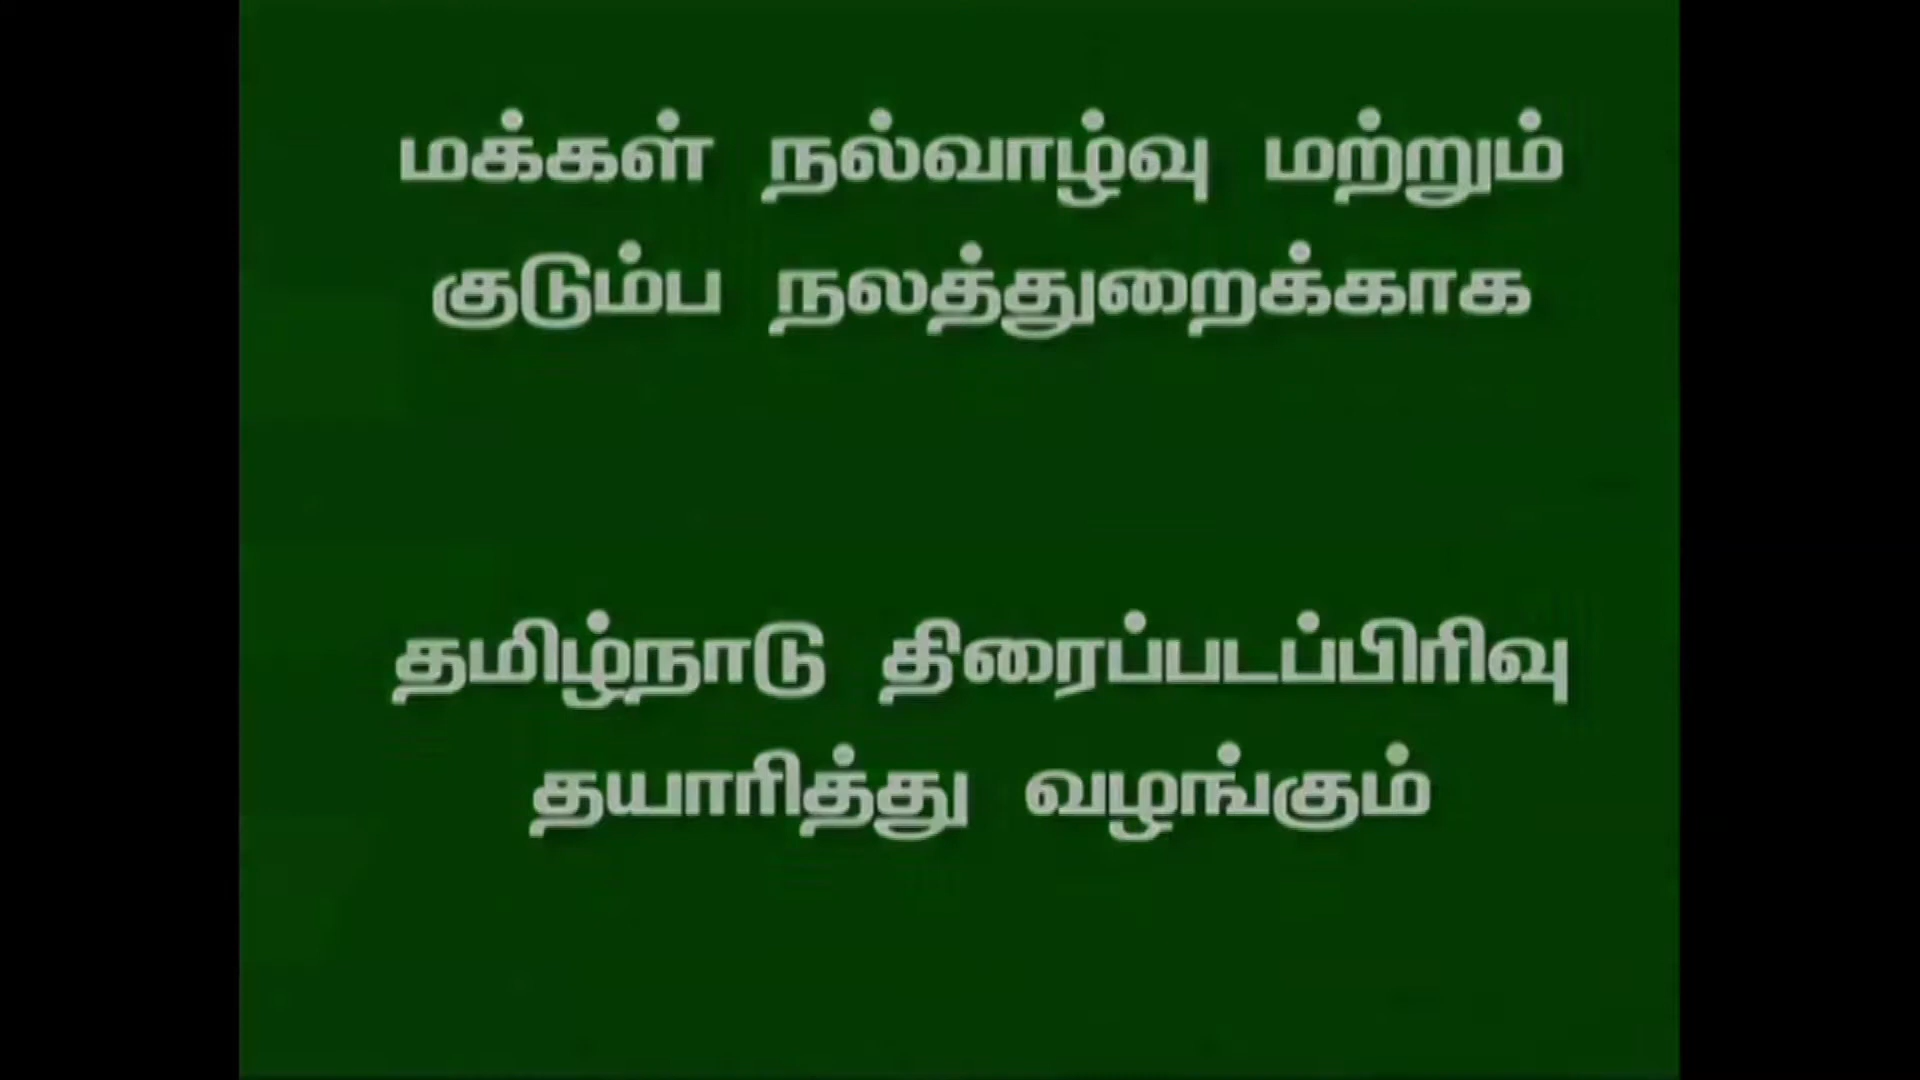 மக்கள் நல்வாழ்வு மற்றும்
குடும்ப நலத்துறைக்காக
தமிழ்நாடு திரைப்படப்பிரிவு
தயாரித்து வழங்கும்